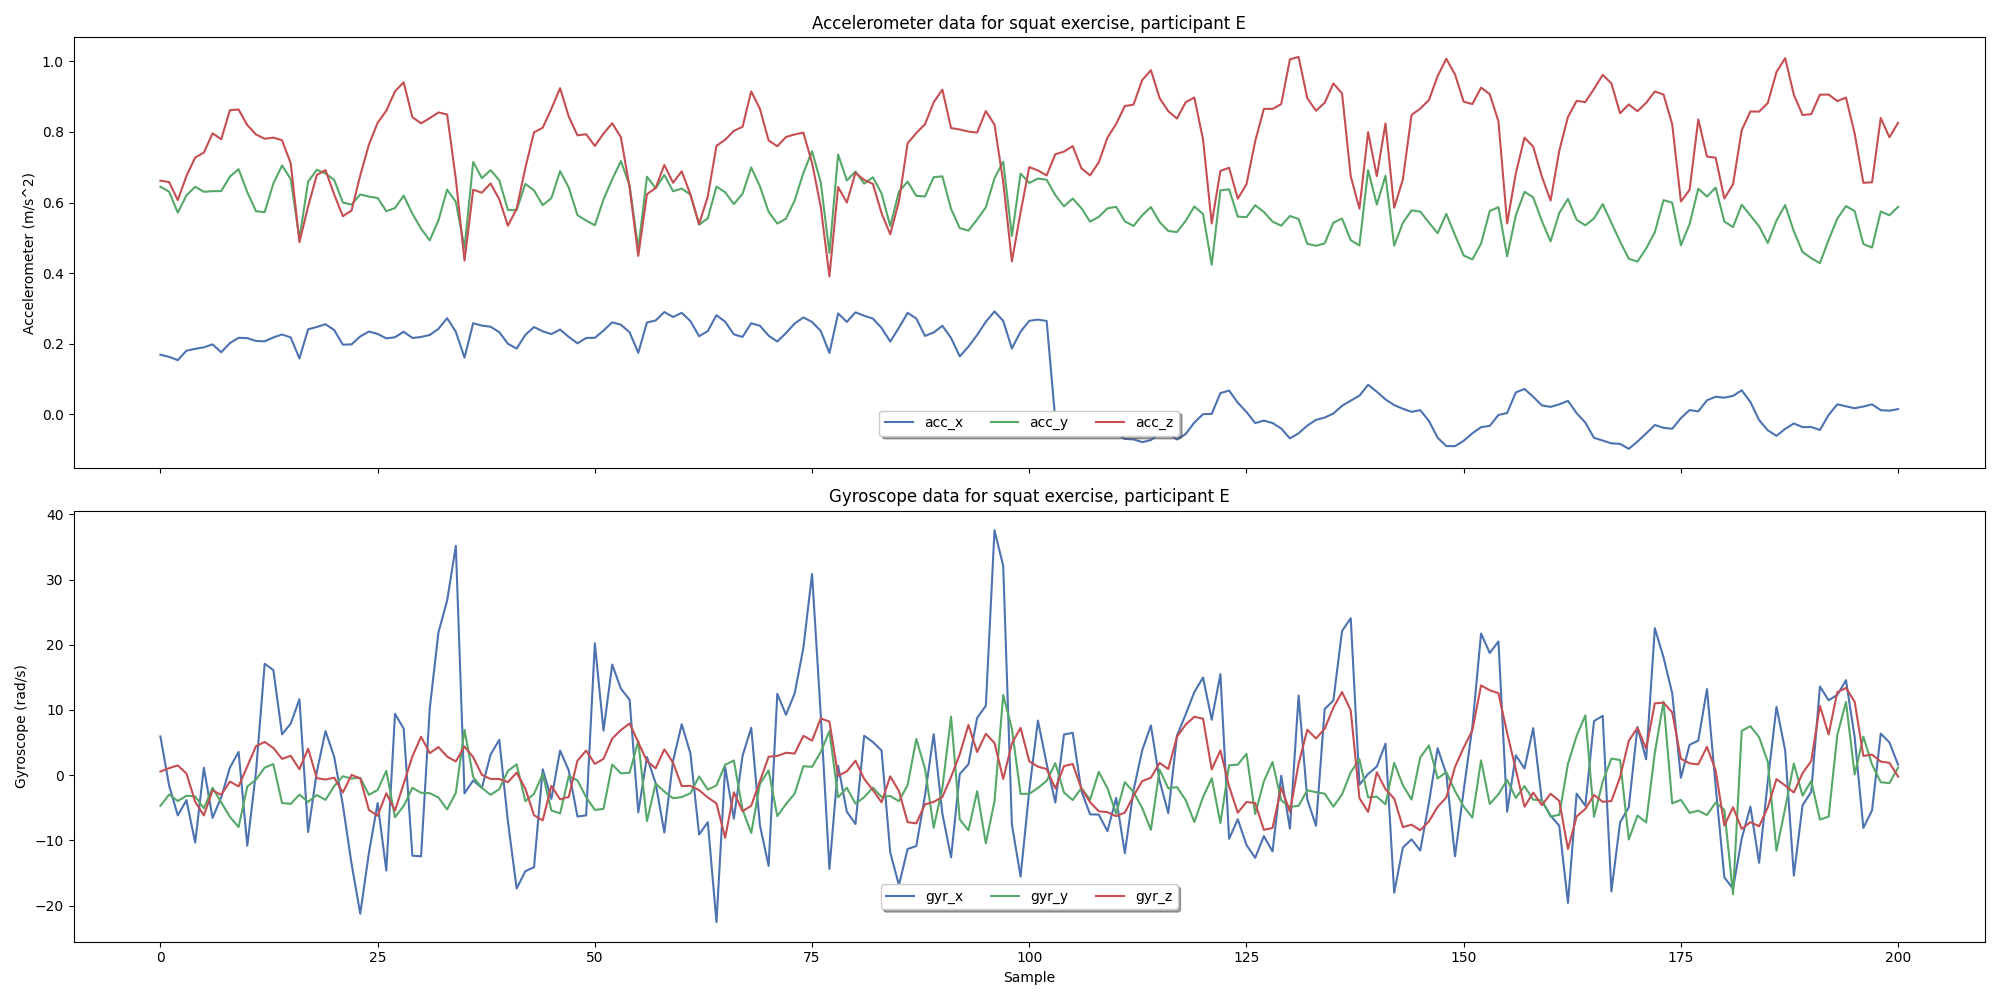 Accelerometer data for squat exercise, participant E
Accelerometer (m/s^2)
1.0
0.8
0.6
0.4
0.2
0.0
acc_x acc_y acc_z
Gyroscope data for squat exercise, participant E
Gyroscope (rad/s)
40
30
20
10
0
−10
−20
gyr_x gyr_y gyr_z
0 25 50 75 100 125 150 175 200
Sample